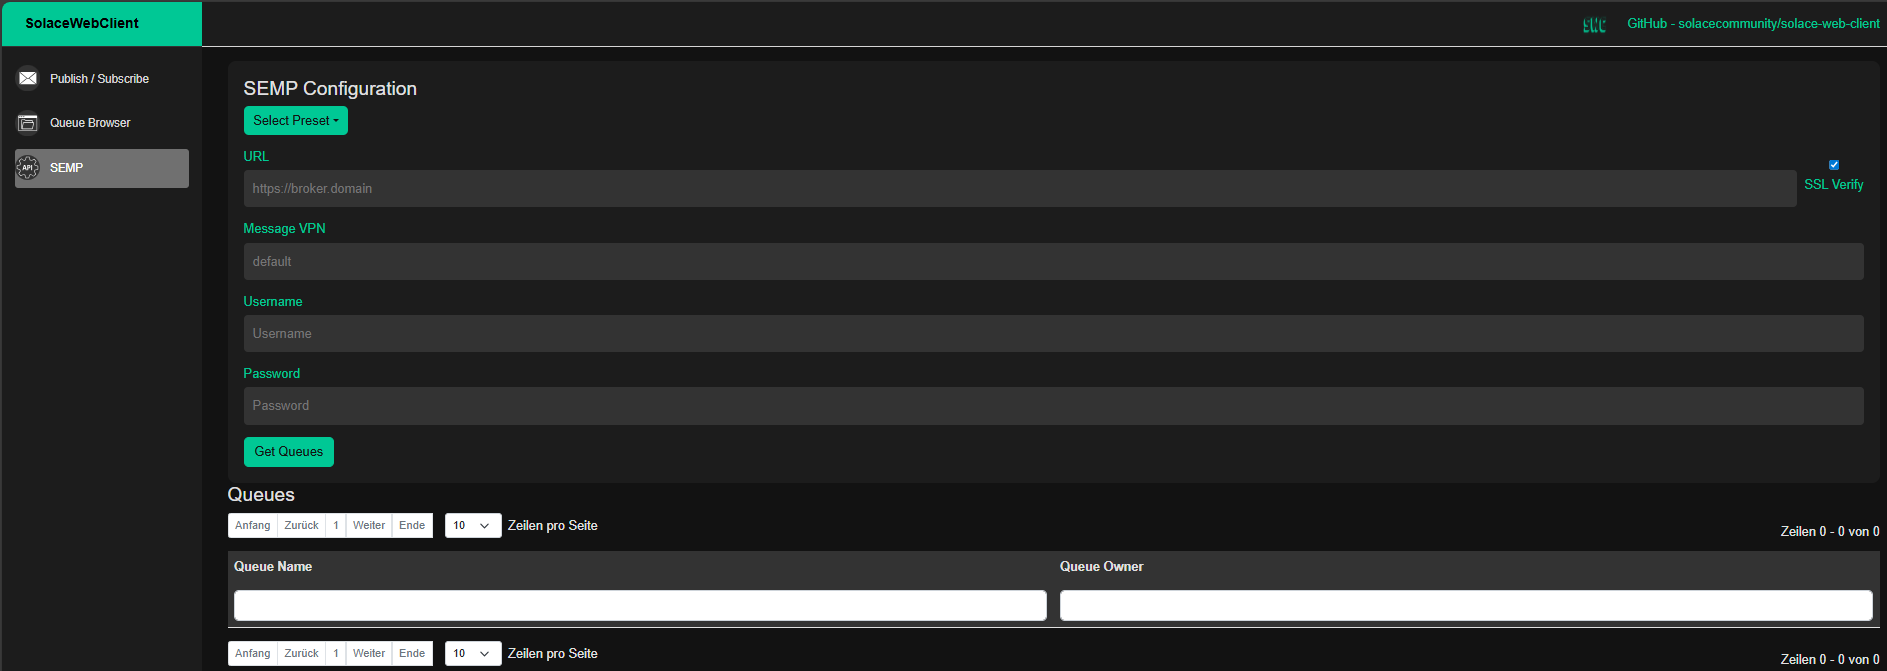 SolaceWebClient
SWC GitHub - solacecommunity/solace-web-client
Publish / Subscribe
Queue Browser
API SEMP
SEMP Configuration
Select Preset
URL
https://broker.domain
SSL Verify
Message VPN
default
Username
Username
Password
Password
Get Queues
Queues
Anfang Zurück 1 Weiter Ende 10 Zeilen pro Seite
Zeilen 0 - 0 von 0
Queue Name Queue Owner
Anfang Zurück 1 Weiter Ende 10 Zeilen pro Seite
Zeilen 0 - 0 von 0